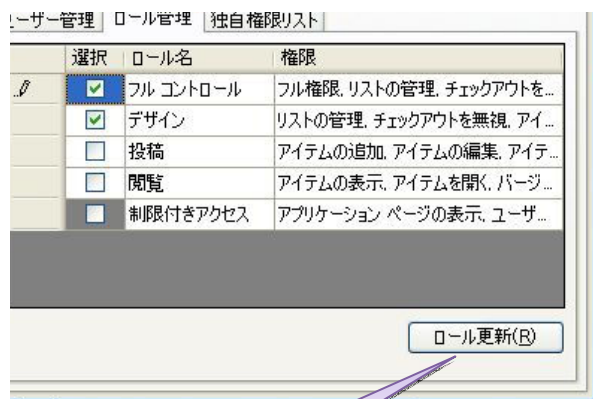 ユーザー管理 ロール管理 独自権限リスト
選択 ロール名 権限
フル コントロール フル権限, リストの管理, チェックアウトを...
デザイン リストの管理, チェックアウトを無視, アイ...
投稿 アイテムの追加, アイテムの編集, アイテ...
閲覧 アイテムの表示, アイテムを開く, バージ...
制限付きアクセス アプリケーション ページの表示, ユーザ...
ロール更新(R)